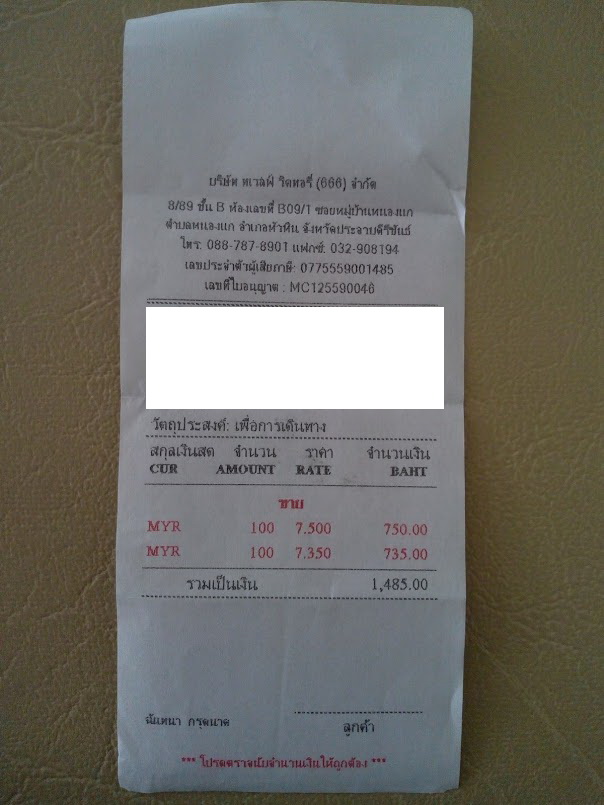 บริษัท ทเวลฟ์ วิคทอรี่ (666) จำกัด
8/89 ชั้น B ห้องเลขที่ B09/1 ซอยหมู่บ้านหนองแก
ตำบลหนองแก อำเภอหัวหิน จังหวัดประจวบคีรีขันธ์
โทร: 088-787-8901 แฟกซ์: 032-908194
เลขประจำตัวผู้เสียภาษี: 0775559001485
เลขที่ใบอนุญาต : MC125590046
วัตถุประสงค์: เพื่อการเดินทาง
สกุลเงินสด จำนวน ราคา จำนวนเงิน
CUR AMOUNT RATE BAHT
ขาย
MYR 100 7.500 750.00
MYR 100 7.350 735.00
รวมเป็นเงิน 1,485.00
ลูกค้า
*** โปรดตรวจนับจำนวนเงินให้ถูกต้อง ***